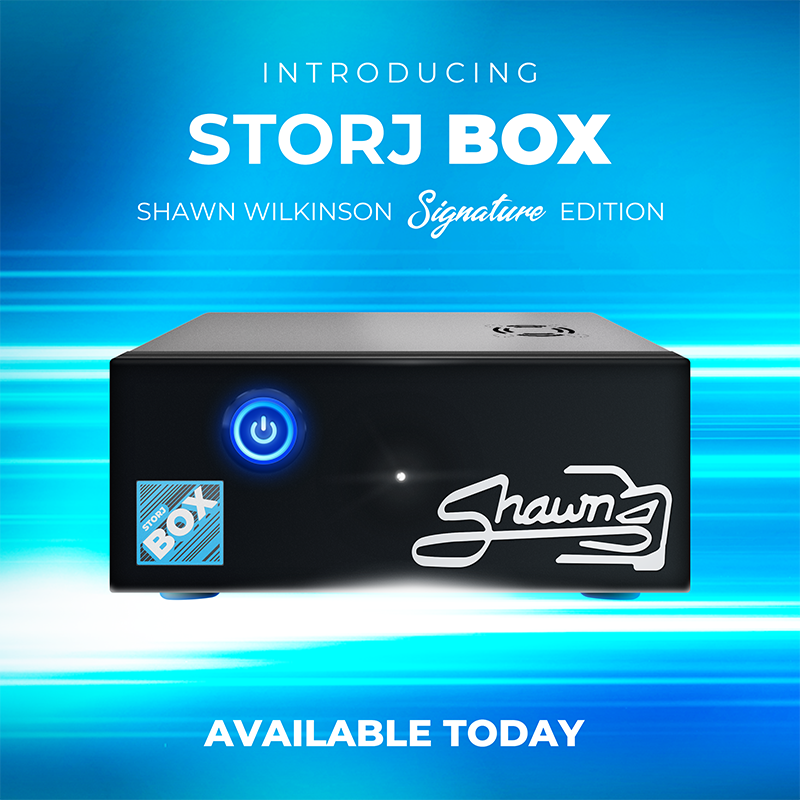 INTRODUCING
STORJ BOX
SHAWN WILKINSON Signature EDITION
STORJ
BOX
Shawn
AVAILABLE TODAY